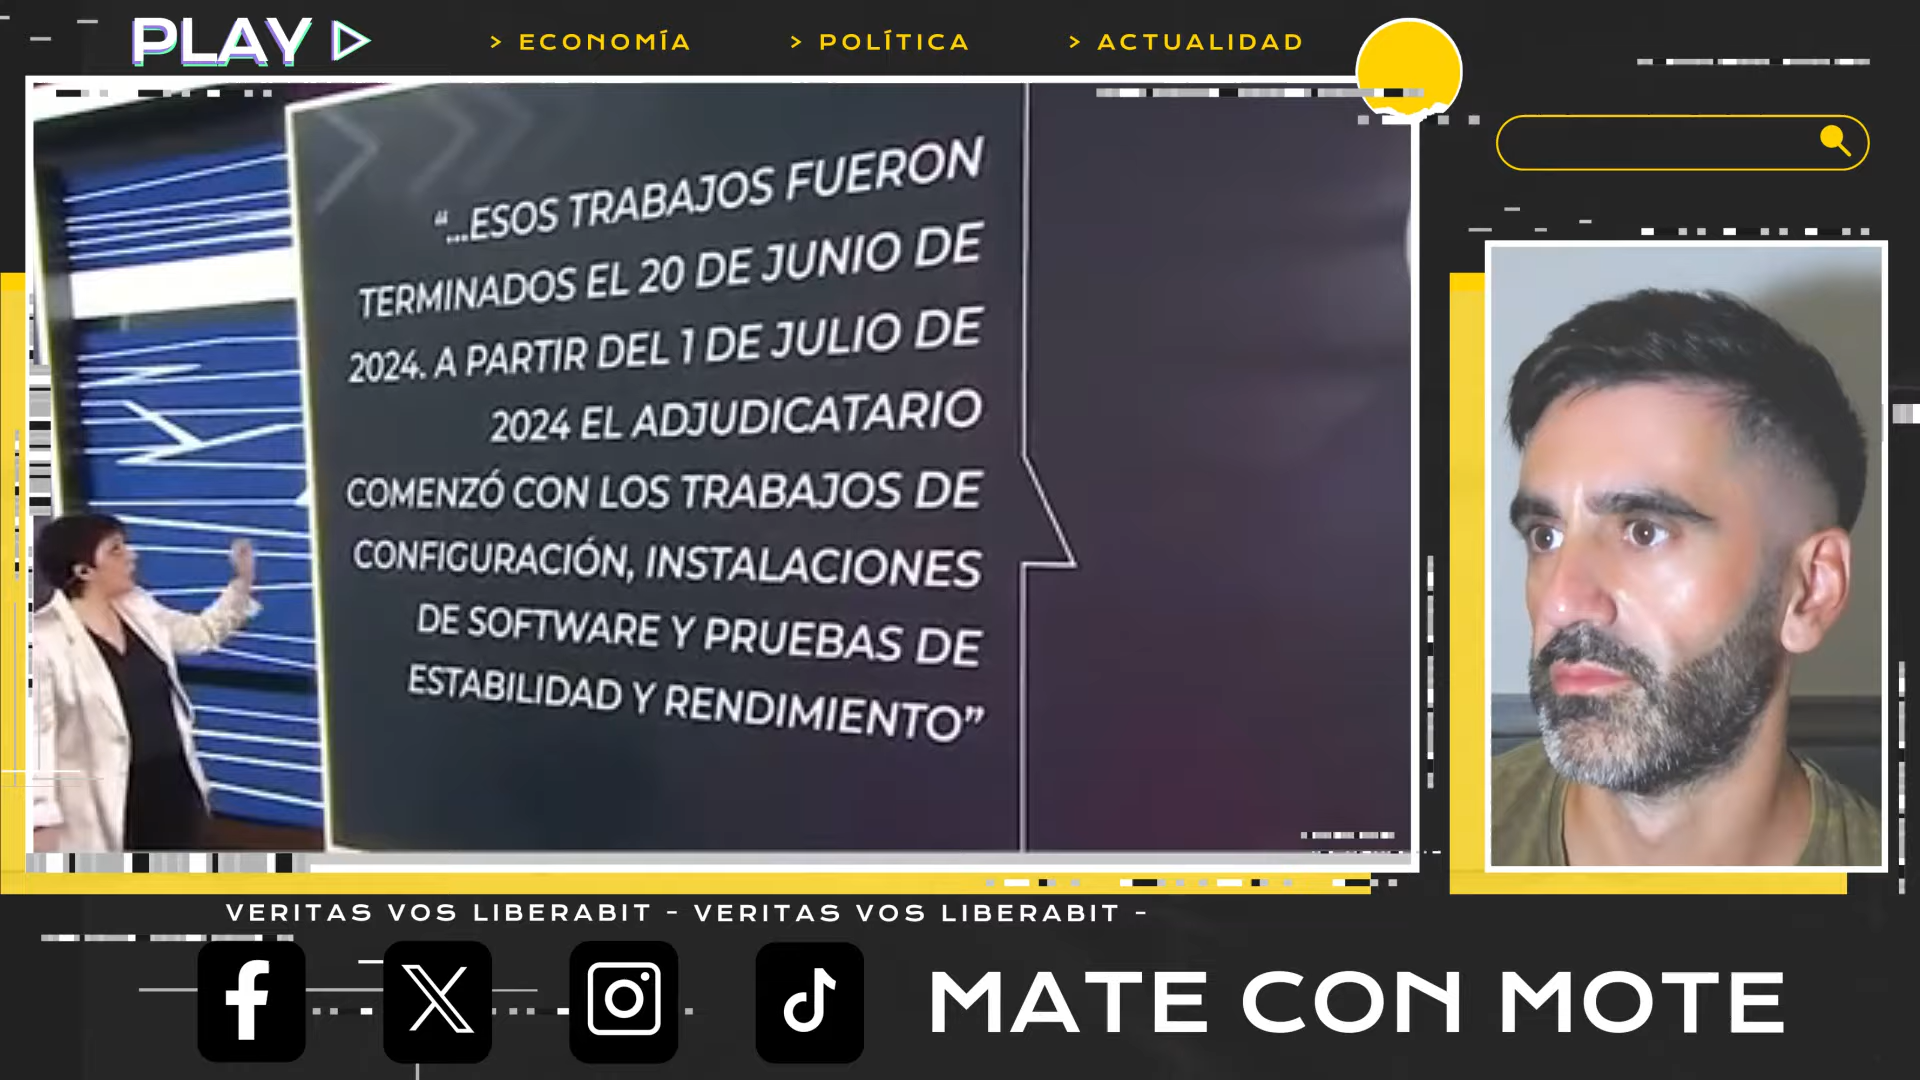 PLAY
> ECONOMÍA
> POLÍTICA
> ACTUALIDAD
“...ESOS TRABAJOS FUERON
TERMINADOS EL 20 DE JUNIO DE
2024. A PARTIR DEL 1 DE JULIO DE
2024 EL ADJUDICATARIO
COMENZÓ CON LOS TRABAJOS DE
CONFIGURACIÓN, INSTALACIONES
DE SOFTWARE Y PRUEBAS DE
ESTABILIDAD Y RENDIMIENTO”
VERITAS VOS LIBERABIT - VERITAS VOS LIBERABIT -
MATE CON MOTE